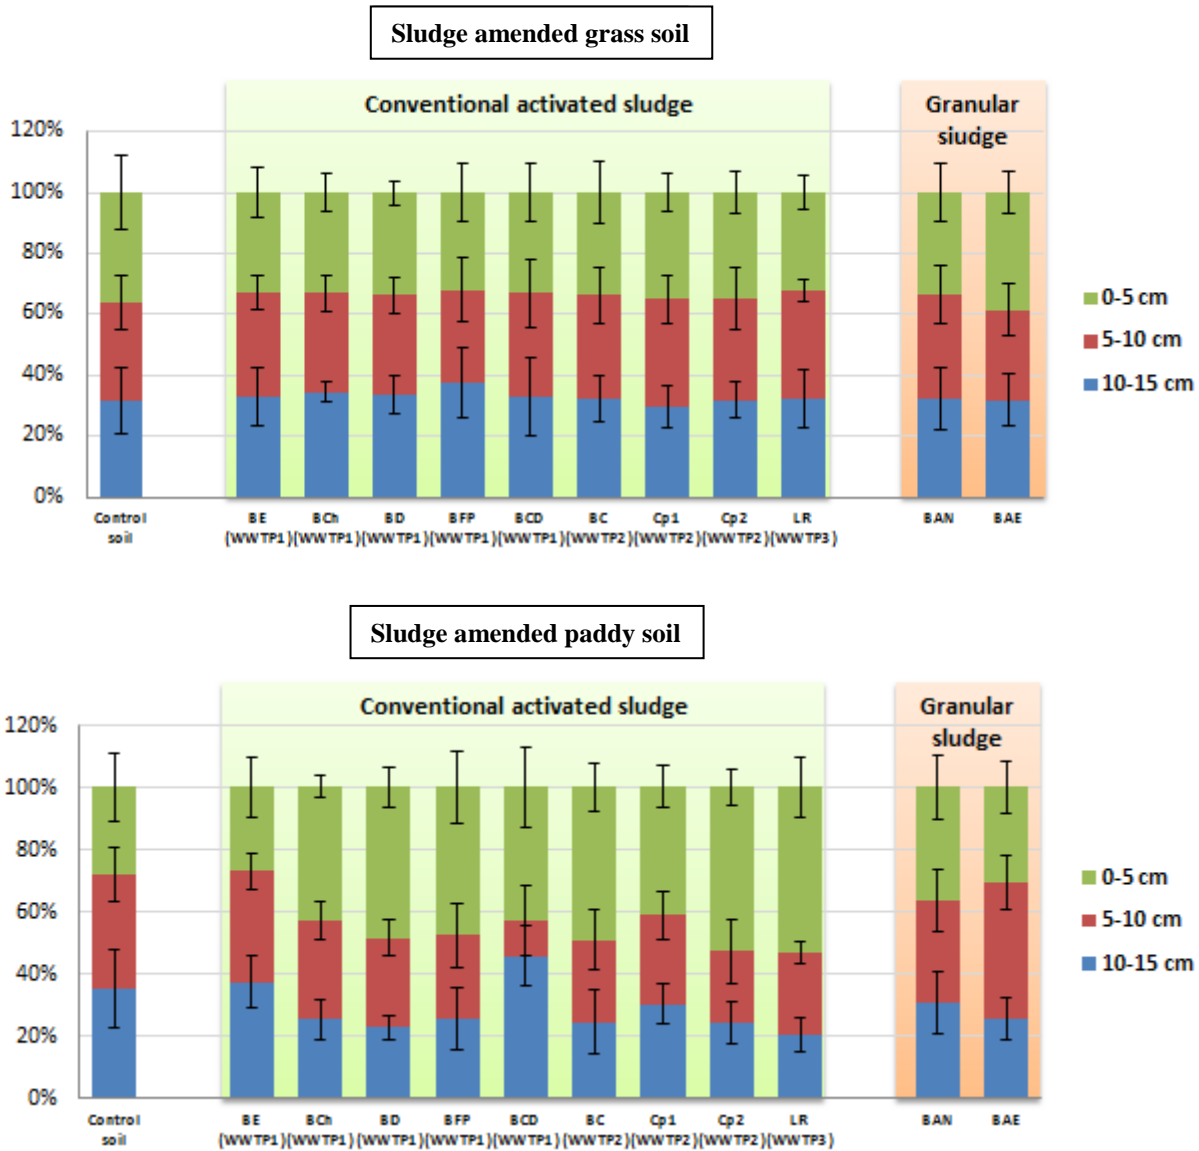 Sludge amended grass soil
Conventional activated sludge
Granular
siudge
120%
100%
80%
60%
40%
20%
0%
0-5 cm
5-10 cm
10-15 cm
Control BE BCh BD BFP BCD BC Cp1 Cp2 LR BAN BAE
soil (WWTP1) (WWTP1) (WWTP1) (WWTP1) (WWTP1) (WWTP2) (WWTP2) (WWTP2) (WWTP3)
Sludge amended paddy soil
Conventional activated sludge
Granular
sludge
120%
100%
80%
60%
40%
20%
0%
0-5 cm
5-10 cm
10-15 cm
Control BE BCh BD BFP BCD BC Cp1 Cp2 LR BAN BAE
soil (WWTP1) (WWTP1) (WWTP1) (WWTP1) (WWTP1) (WWTP2) (WWTP2) (WWTP2) (WWTP3)